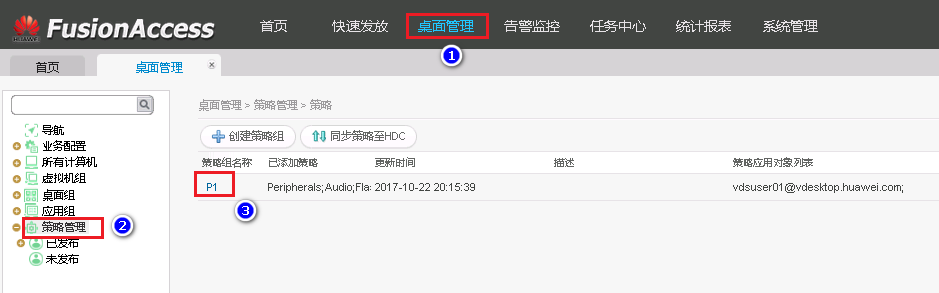 HUAWEI FusionAccess 首页 快速发放 桌面管理 告警监控 任务中心 统计报表 系统管理
1
首页 桌面管理 ×
桌面管理 > 策略管理 > 策略
导航
业务配置
所有计算机
虚拟机组
桌面组
应用组
策略管理
已发布
未发布
2
创建策略组 同步策略至HDC
策略组名称 已添加策略 更新时间 描述 策略应用对象列表
P1 Peripherals;Audio;Fla: 2017-10-22 20:15:39 vdsuser01@vdesktop.huawei.com;
3